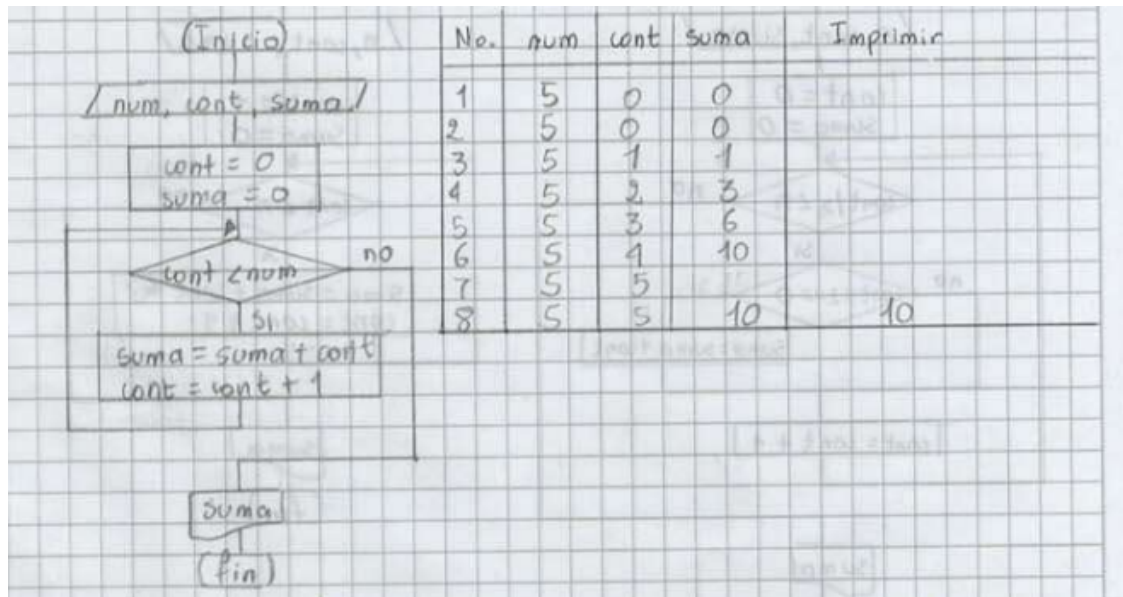 (Inicio)
/ num, cont, suma /
cont = 0
suma = 0
cont < num
no
si
suma = suma + cont
cont = cont + 1
suma
(fin)
No. num cont suma Imprimir
1 5 0 0
2 5 0 0
3 5 1 1
4 5 2 3
5 5 3 6
6 5 4 10
7 5 5
8 5 5 10 10